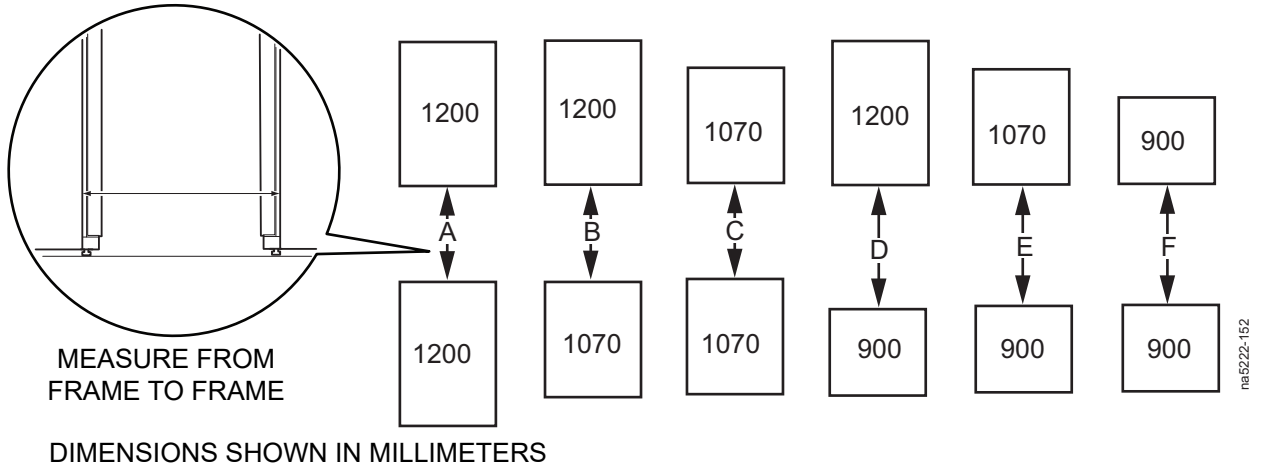 1200
1200
1070
1200
1070
900
A
B
C
D
E
F
1200
1070
1070
900
900
900
MEASURE FROM
FRAME TO FRAME
DIMENSIONS SHOWN IN MILLIMETERS
na5222-152